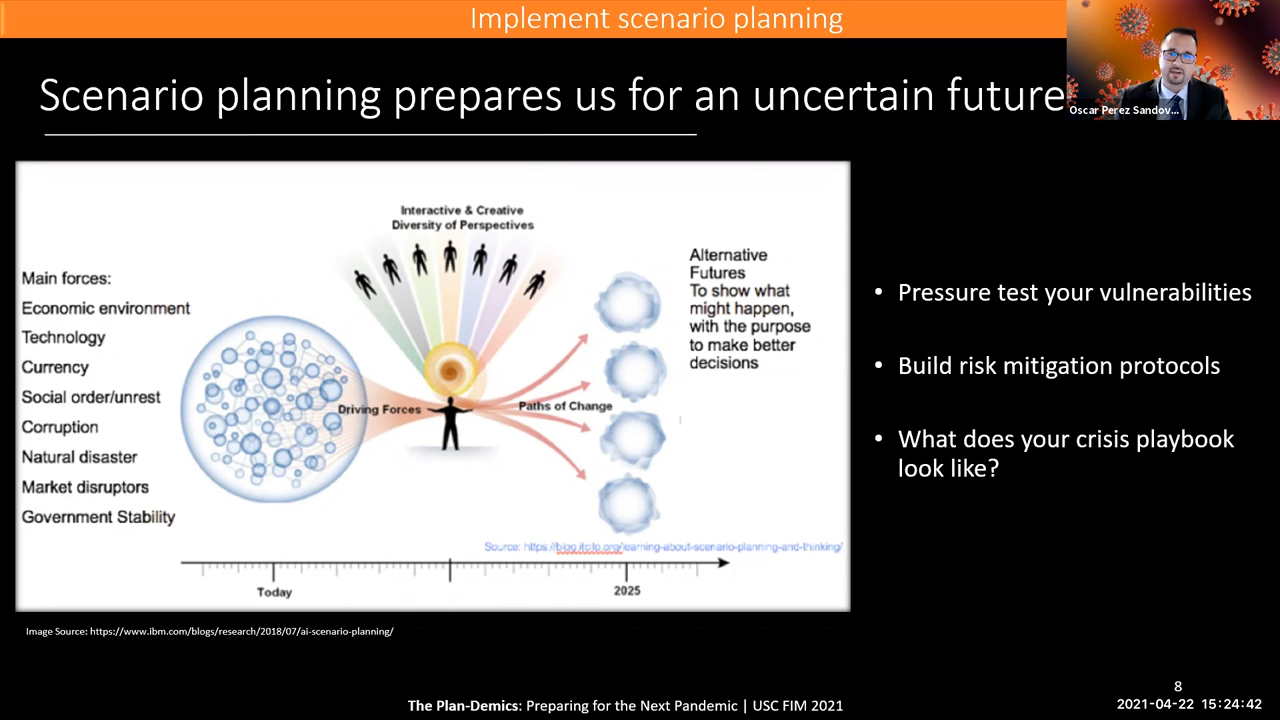 Implement scenario planning
Scenario planning prepares us for an uncertain future
Oscar Perez Sandov...
Interactive & Creative
Diversity of Perspectives
Main forces:
Economic environment
Technology
Currency
Social order/unrest
Corruption
Natural disaster
Market disruptors
Government Stability
Driving Forces
Paths of Change
Alternative
Futures
To show what
might happen,
with the purpose
to make better
decisions
Source: https://blog.itcilo.org/learning-about-scenario-planning-and-thinking/
Today
2025
Image Source: https://www.ibm.com/blogs/research/2018/07/ai-scenario-planning/
• Pressure test your vulnerabilities
• Build risk mitigation protocols
• What does your crisis playbook
look like?
The Plan-Demics: Preparing for the Next Pandemic | USC FIM 2021
8
2021-04-22 15:24:42